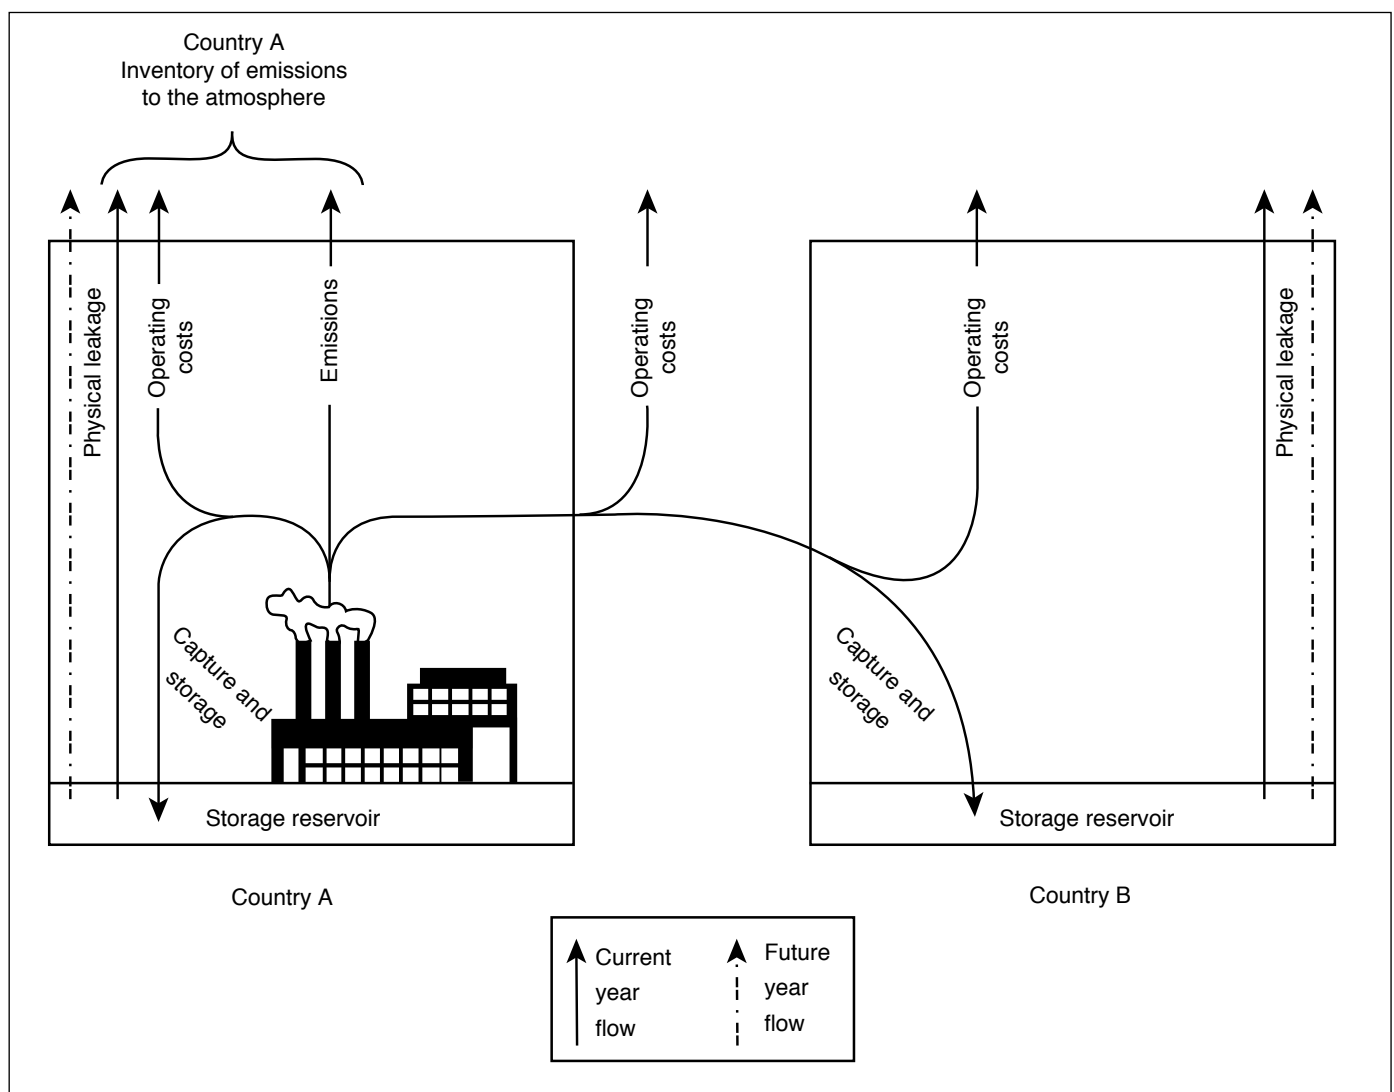 Country A
Inventory of emissions
to the atmosphere
Physical leakage
Operating
costs
Emissions
Operating
costs
Operating
costs
Physical leakage
Capture and
storage
Capture and
storage
Storage reservoir
Storage reservoir
Country A
Country B
Current
year
flow
Future
year
flow